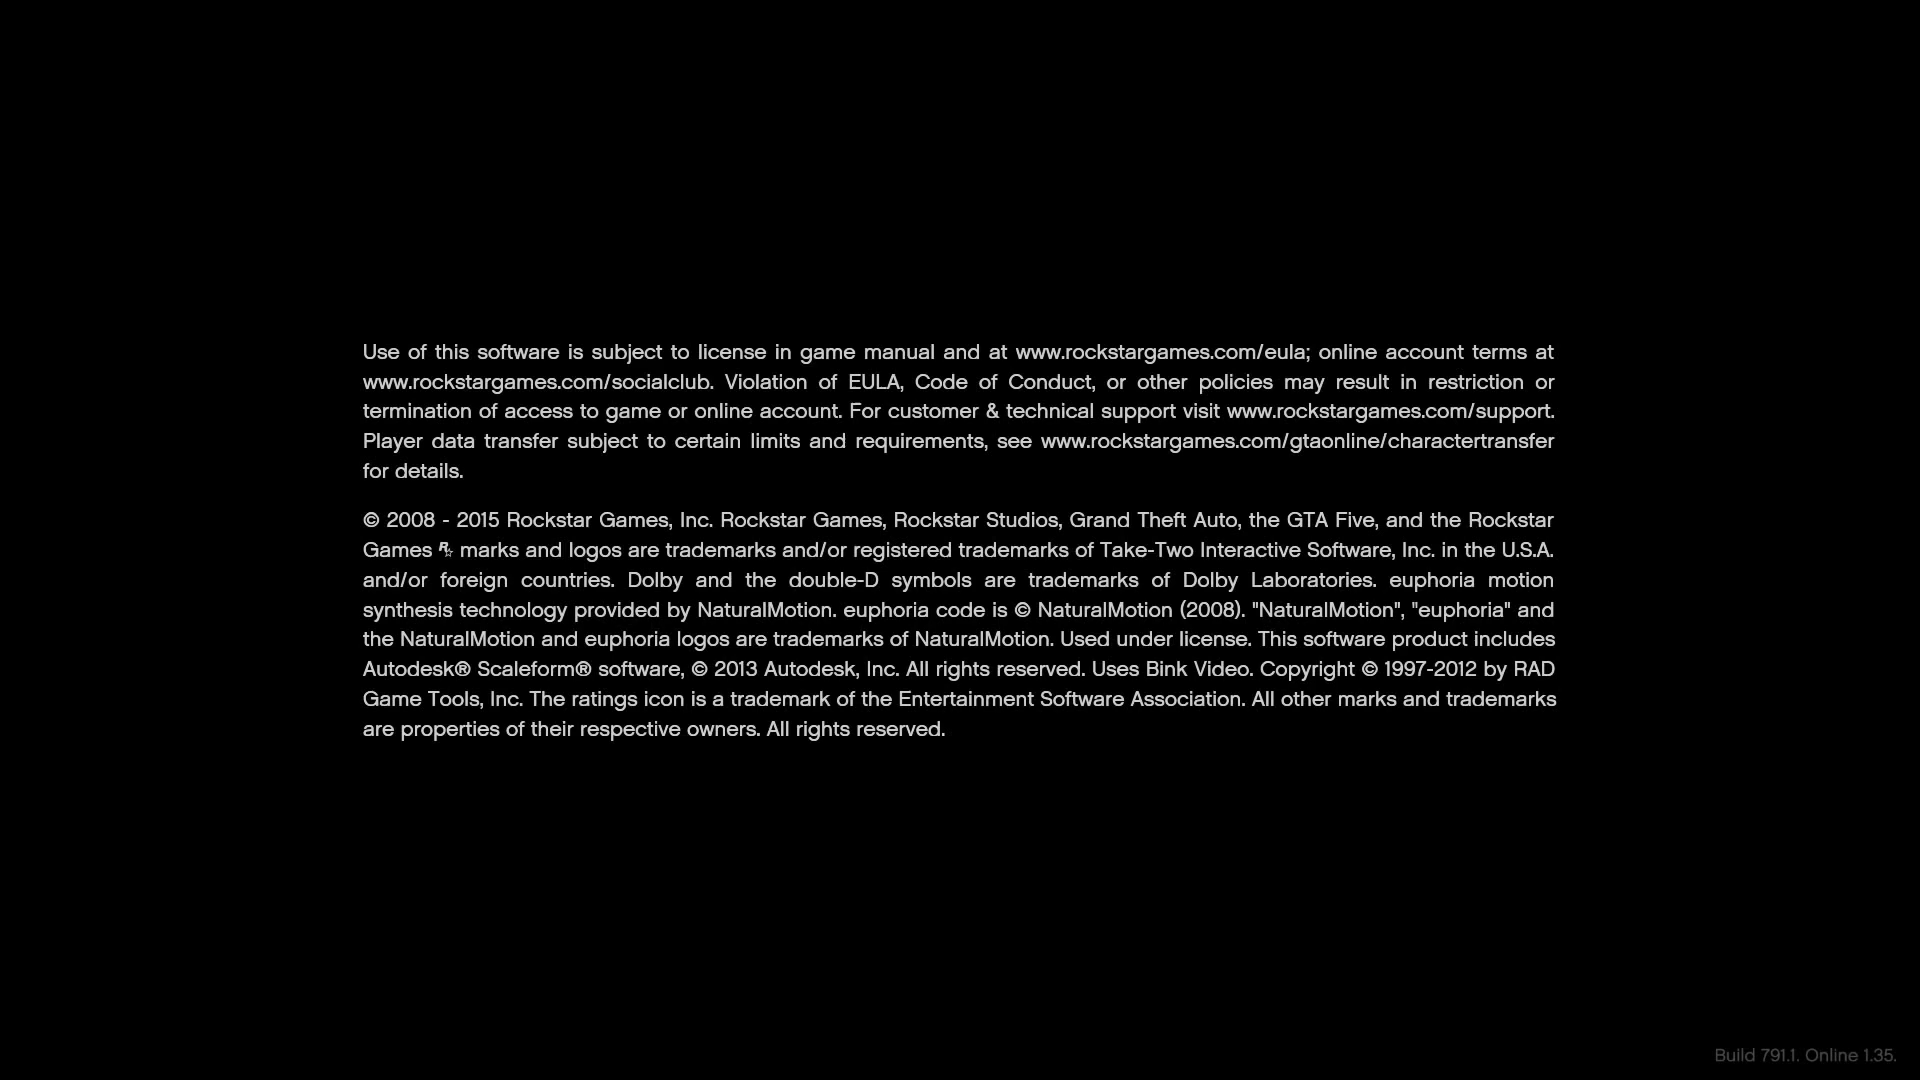 Use of this software is subject to license in game manual and at www.rockstargames.com/eula; online account terms at
www.rockstargames.com/socialclub. Violation of EULA, Code of Conduct, or other policies may result in restriction or
termination of access to game or online account. For customer & technical support visit www.rockstargames.com/support.
Player data transfer subject to certain limits and requirements, see www.rockstargames.com/gtaonline/charactertransfer
for details.
© 2008 - 2015 Rockstar Games, Inc. Rockstar Games, Rockstar Studios, Grand Theft Auto, the GTA Five, and the Rockstar
Games R* marks and logos are trademarks and/or registered trademarks of Take-Two Interactive Software, Inc. in the U.S.A.
and/or foreign countries. Dolby and the double-D symbols are trademarks of Dolby Laboratories. euphoria motion
synthesis technology provided by NaturalMotion. euphoria code is © NaturalMotion (2008). "NaturalMotion", "euphoria" and
the NaturalMotion and euphoria logos are trademarks of NaturalMotion. Used under license. This software product includes
Autodesk® Scaleform® software, © 2013 Autodesk, Inc. All rights reserved. Uses Bink Video. Copyright © 1997-2012 by RAD
Game Tools, Inc. The ratings icon is a trademark of the Entertainment Software Association. All other marks and trademarks
are properties of their respective owners. All rights reserved.
Build 791.1. Online 1.35.